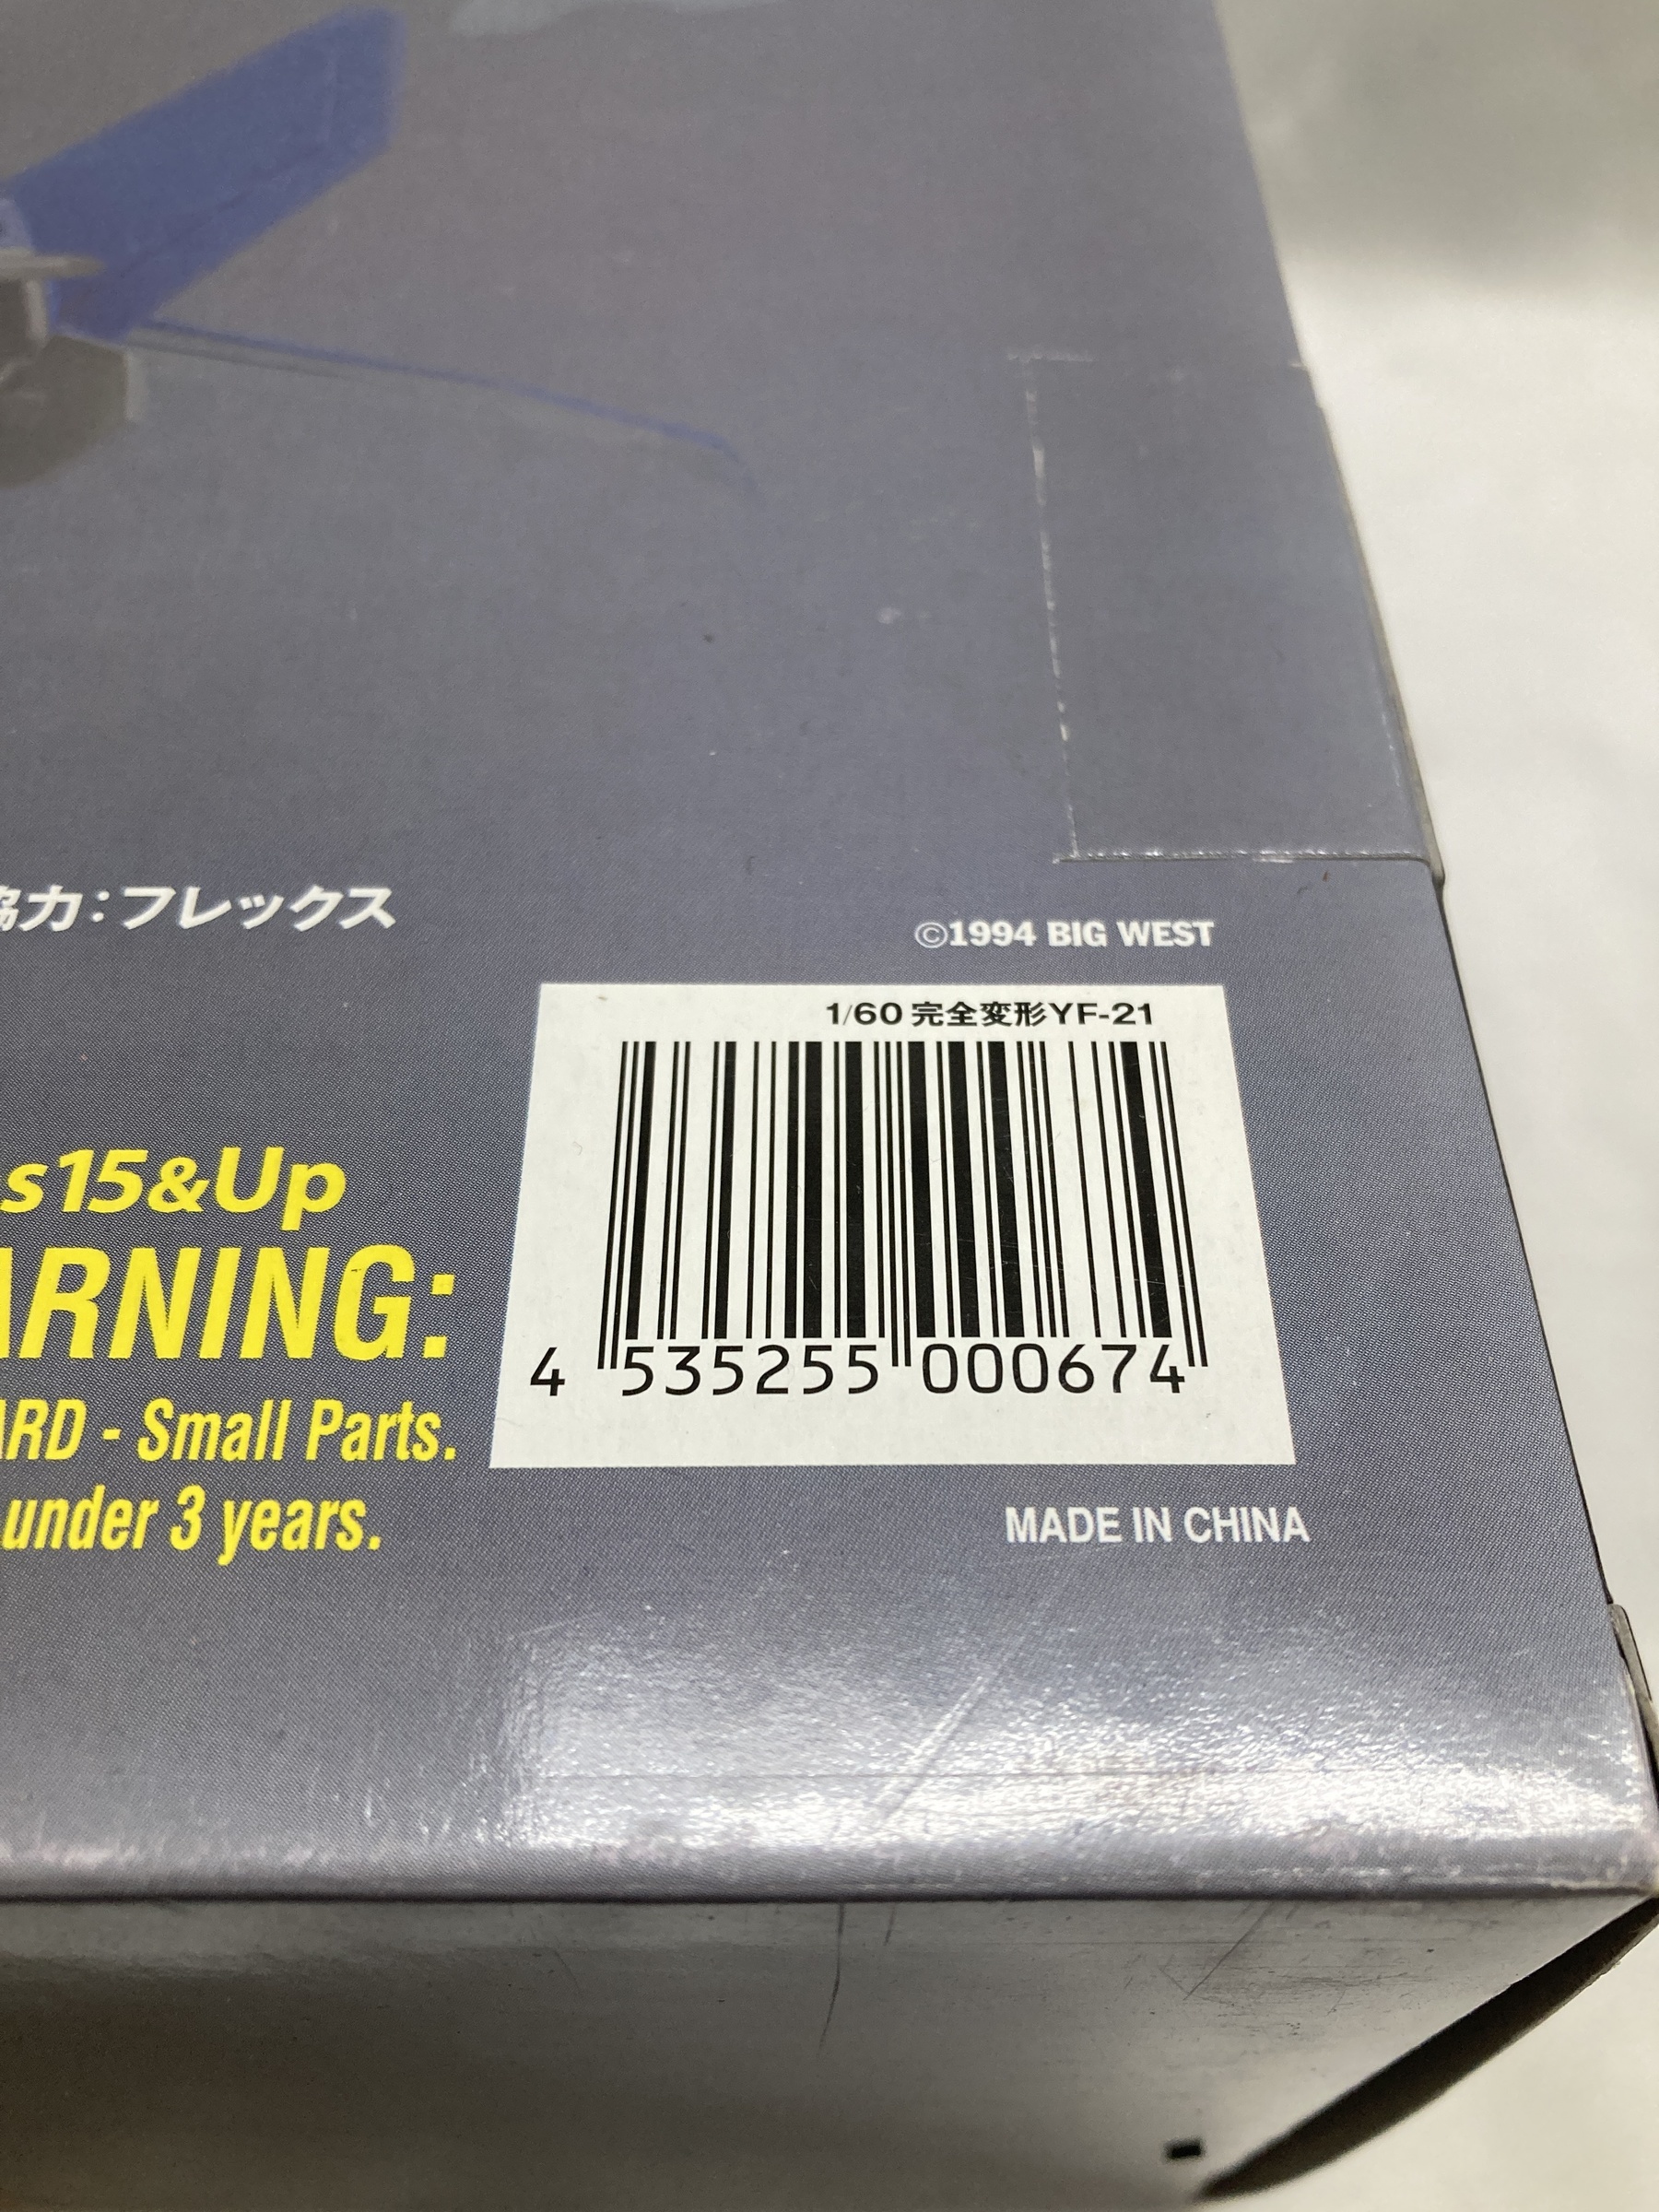 協力：フレックス
©1994 BIG WEST
1/60 完全変形YF-21
4 535255 000674
s15&Up
ARNING:
ARD - Small Parts.
under 3 years.
MADE IN CHINA